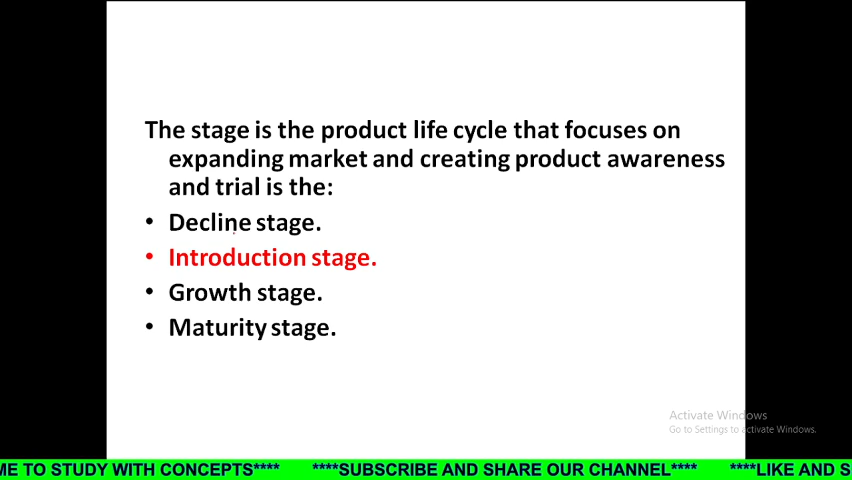 The stage is the product life cycle that focuses on
expanding market and creating product awareness
and trial is the:
• Decline stage.
• Introduction stage.
• Growth stage.
• Maturity stage.
Activate Windows
Go to Settings to activate Windows.
ME TO STUDY WITH CONCEPTS**** ****SUBSCRIBE AND SHARE OUR CHANNEL**** ****LIKE AND S